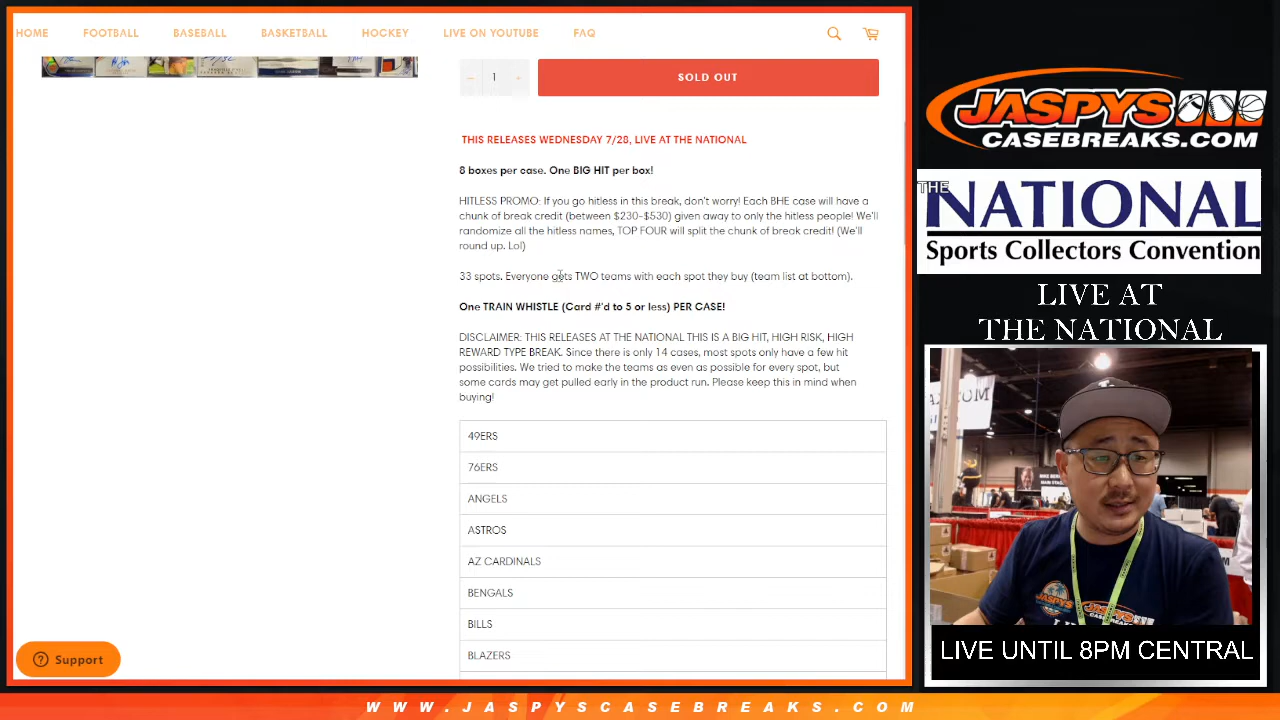 HOME FOOTBALL BASEBALL BASKETBALL HOCKEY LIVE ON YOUTUBE FAQ
1
SOLD OUT
THIS RELEASES WEDNESDAY 7/28, LIVE AT THE NATIONAL
8 boxes per case. One BIG HIT per box!
HITLESS PROMO: If you go hitless in this break, don't worry! Each BHE case will have a
chunk of break credit (between $230-$530) given away to only the hitless people! We'll
randomize all the hitless names, TOP FOUR will split the chunk of break credit! (We'll
round up. Lol)
33 spots. Everyone gets TWO teams with each spot they buy (team list at bottom).
One TRAIN WHISTLE (Card #'d to 5 or less) PER CASE!
DISCLAIMER: THIS RELEASES AT THE NATIONAL THIS IS A BIG HIT, HIGH RISK, HIGH
REWARD TYPE BREAK. Since there is only 14 cases, most spots only have a few hit
possibilities. We tried to make the teams as even as possible for every spot, but
some cards may get pulled early in the product run. Please keep this in mind when
buying!
49ERS
76ERS
ANGELS
ASTROS
AZ CARDINALS
BENGALS
BILLS
BLAZERS
Support
JASPYS
CASEBREAKS.COM
THE
NATIONAL
Sports Collectors Convention
LIVE AT
THE NATIONAL
JASPYS
JASPYS
CASEBREAKS
LIVE UNTIL 8PM CENTRAL
WWW.JASPYSCASEBREAKS.COM